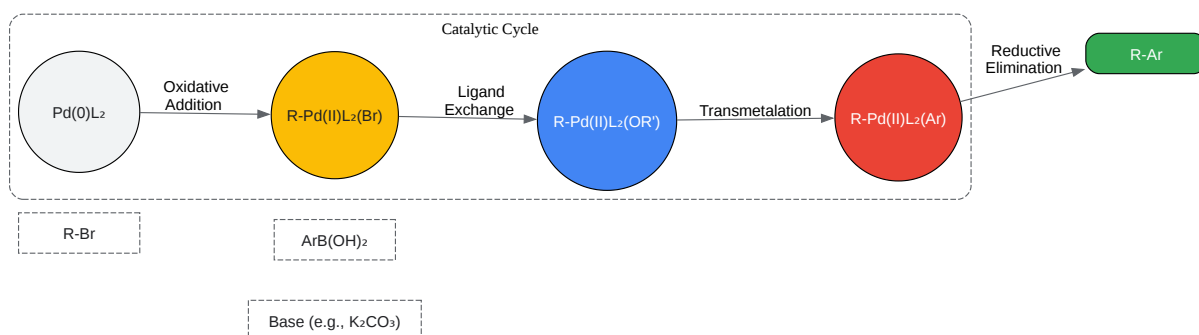 Catalytic Cycle
Pd(0)L₂
Oxidative
Addition
R-Pd(II)L₂(Br)
Ligand
Exchange
R-Pd(II)L₂(OR')
Transmetalation
R-Pd(II)L₂(Ar)
Reductive
Elimination
R-Ar
R-Br
ArB(OH)₂
Base (e.g., K₂CO₃)